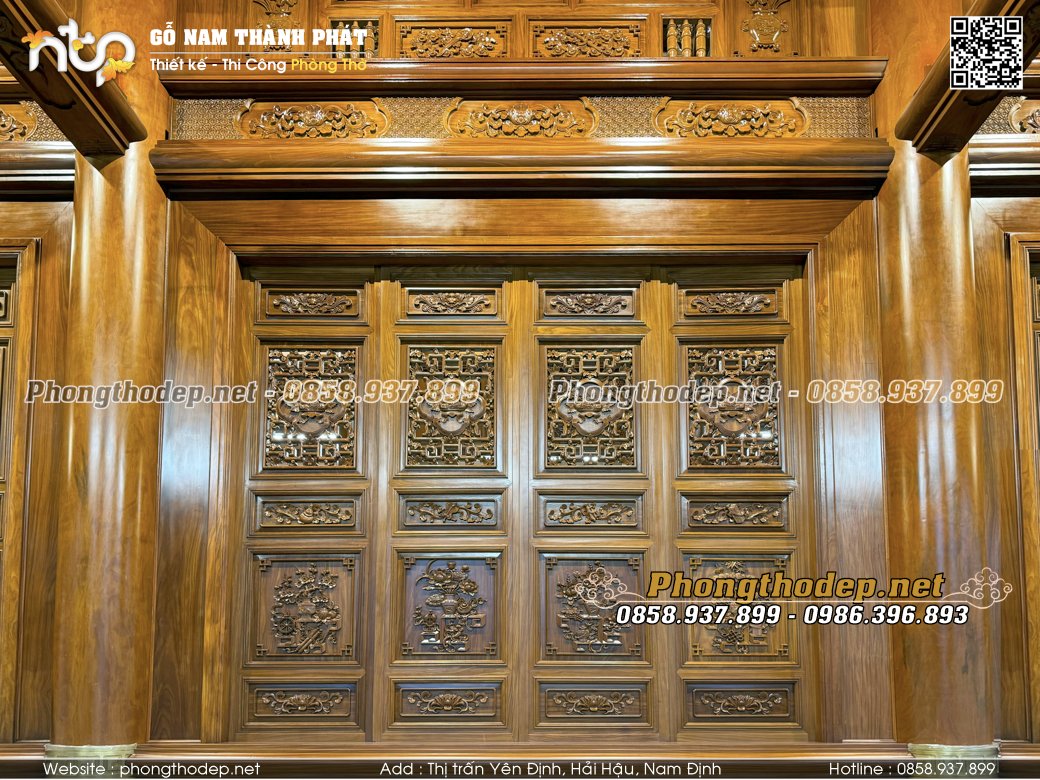 ntp
GỖ NAM THÀNH PHÁT
Thiết kế - Thi Công Phòng Thờ
Phongthodep.net - 0858.937.899
Phongthodep.net - 0858.937.899
Phongthodep.net
0858.937.899 - 0986.396.893
Website : phongthodep.net
Add : Thị trấn Yên Định, Hải Hậu, Nam Định
Hotline : 0858.937.899